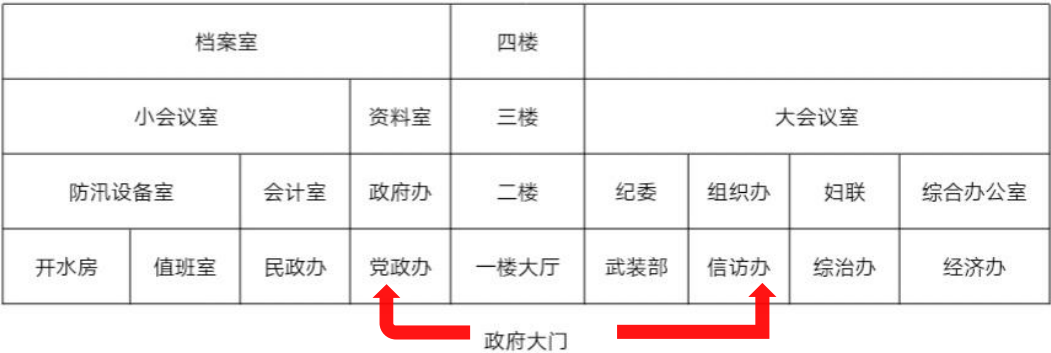 档案室 四楼
小会议室 资料室 三楼 大会议室
防汛设备室 会计室 政府办 二楼 纪委 组织办 妇联 综合办公室
开水房 值班室 民政办 党政办 一楼大厅 武装部 信访办 综治办 经济办
政府大门